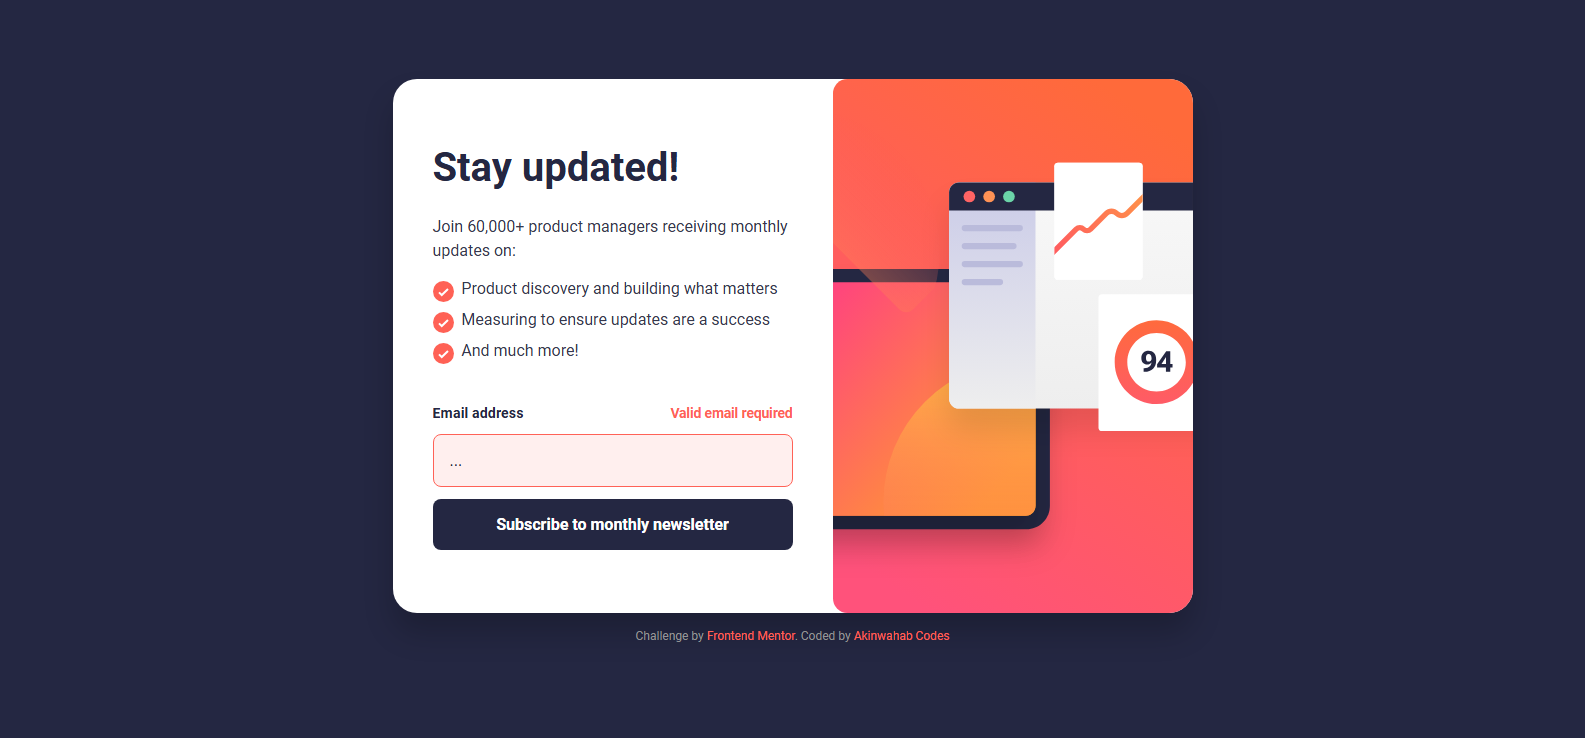 Stay updated!
Join 60,000+ product managers receiving monthly
updates on:
Product discovery and building what matters
Measuring to ensure updates are a success
And much more!
Email address
Valid email required
...
Subscribe to monthly newsletter
94
Challenge by Frontend Mentor. Coded by Akinwahab Codes